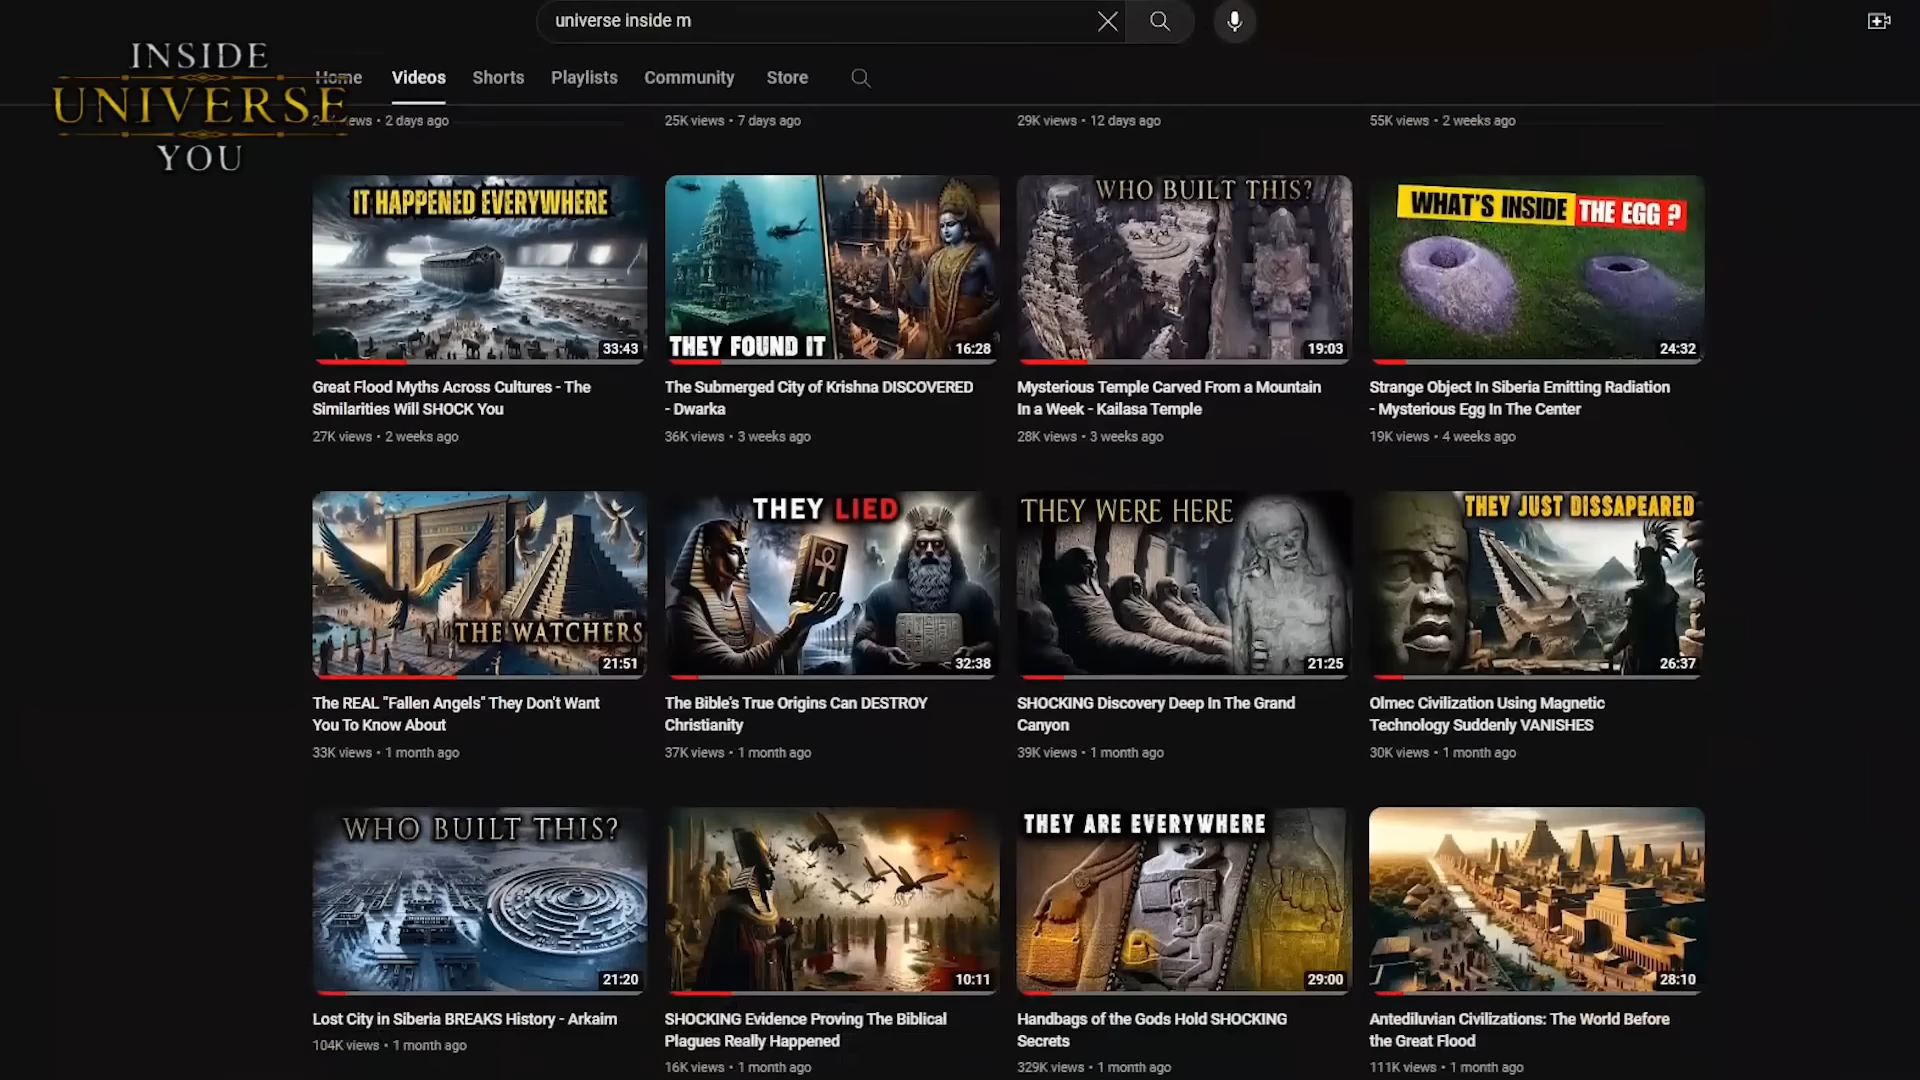 universe inside m
INSIDE
UNIVERSE
YOU
Home
Videos
Shorts
Playlists
Community
Store
views • 2 days ago
25K views • 7 days ago
29K views • 12 days ago
55K views • 2 weeks ago
IT HAPPENED EVERYWHERE
33:43
THEY FOUND IT
16:28
WHO BUILT THIS?
19:03
WHAT'S INSIDE THE EGG ?
24:32
Great Flood Myths Across Cultures - The
Similarities Will SHOCK You
27K views • 2 weeks ago
The Submerged City of Krishna DISCOVERED
- Dwarka
36K views • 3 weeks ago
Mysterious Temple Carved From a Mountain
In a Week - Kailasa Temple
28K views • 3 weeks ago
Strange Object In Siberia Emitting Radiation
- Mysterious Egg In The Center
19K views • 4 weeks ago
THE WATCHERS
21:51
THEY LIED
32:38
THEY WERE HERE
21:25
THEY JUST DISSAPEARED
26:37
The REAL "Fallen Angels" They Don't Want
You To Know About
33K views • 1 month ago
The Bible's True Origins Can DESTROY
Christianity
37K views • 1 month ago
SHOCKING Discovery Deep In The Grand
Canyon
39K views • 1 month ago
Olmec Civilization Using Magnetic
Technology Suddenly VANISHES
30K views • 1 month ago
WHO BUILT THIS?
21:20
10:11
THEY ARE EVERYWHERE
29:00
28:10
Lost City in Siberia BREAKS History - Arkaim
104K views • 1 month ago
SHOCKING Evidence Proving The Biblical
Plagues Really Happened
16K views • 1 month ago
Handbags of the Gods Hold SHOCKING
Secrets
329K views • 1 month ago
Antediluvian Civilizations: The World Before
the Great Flood
111K views • 1 month ago